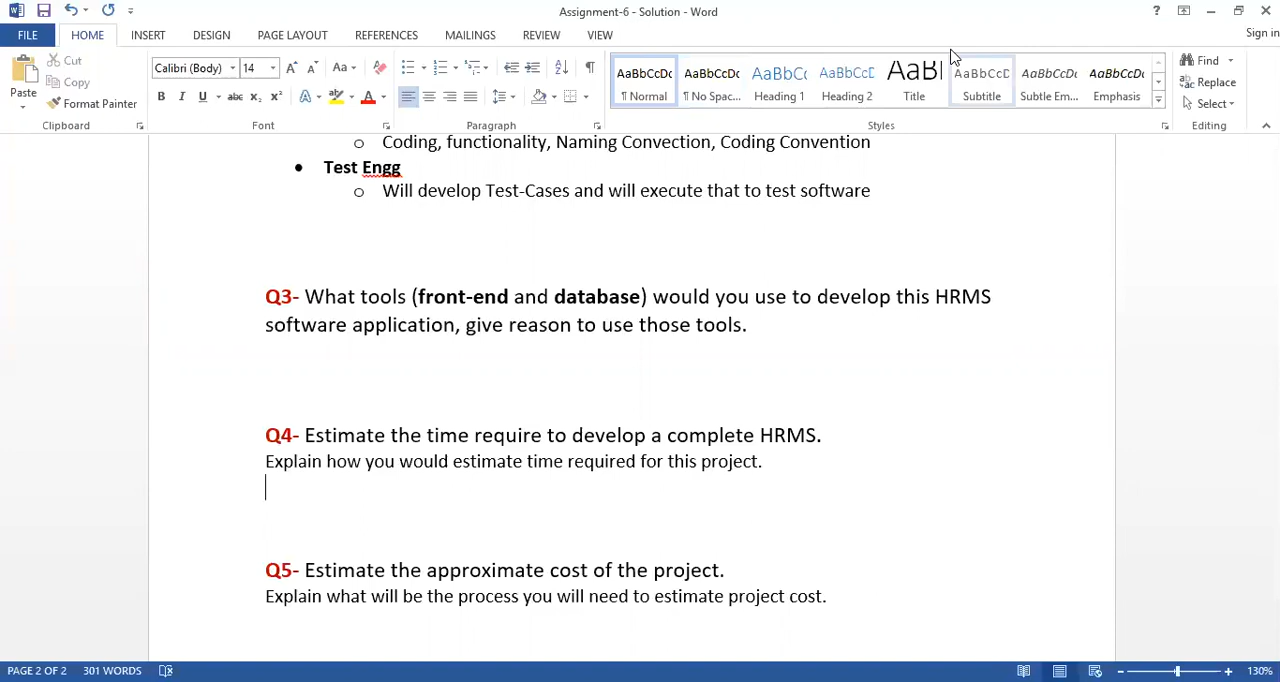 Assignment-6 - Solution - Word
?
FILE HOME INSERT DESIGN PAGE LAYOUT REFERENCES MAILINGS REVIEW VIEW Sign in
Paste
Cut
Copy
Format Painter
Clipboard
Calibri (Body) 14 A A Aa
B I U abc X₂ X² A ab A
Font
Paragraph
AaBbCcDc AaBbCcDc AaBbCc AaBbCcD AaBl AaBbCcD AaBbCcDc AaBbCcDc
¶ Normal ¶ No Spac... Heading 1 Heading 2 Title Subtitle Subtle Em... Emphasis
Styles
Find
Replace
Select
Editing
o Coding, functionality, Naming Convection, Coding Convention
• Test Engg
o Will develop Test-Cases and will execute that to test software
Q3- What tools (front-end and database) would you use to develop this HRMS
software application, give reason to use those tools.
Q4- Estimate the time require to develop a complete HRMS.
Explain how you would estimate time required for this project.
Q5- Estimate the approximate cost of the project.
Explain what will be the process you will need to estimate project cost.
PAGE 2 OF 2 301 WORDS 130%